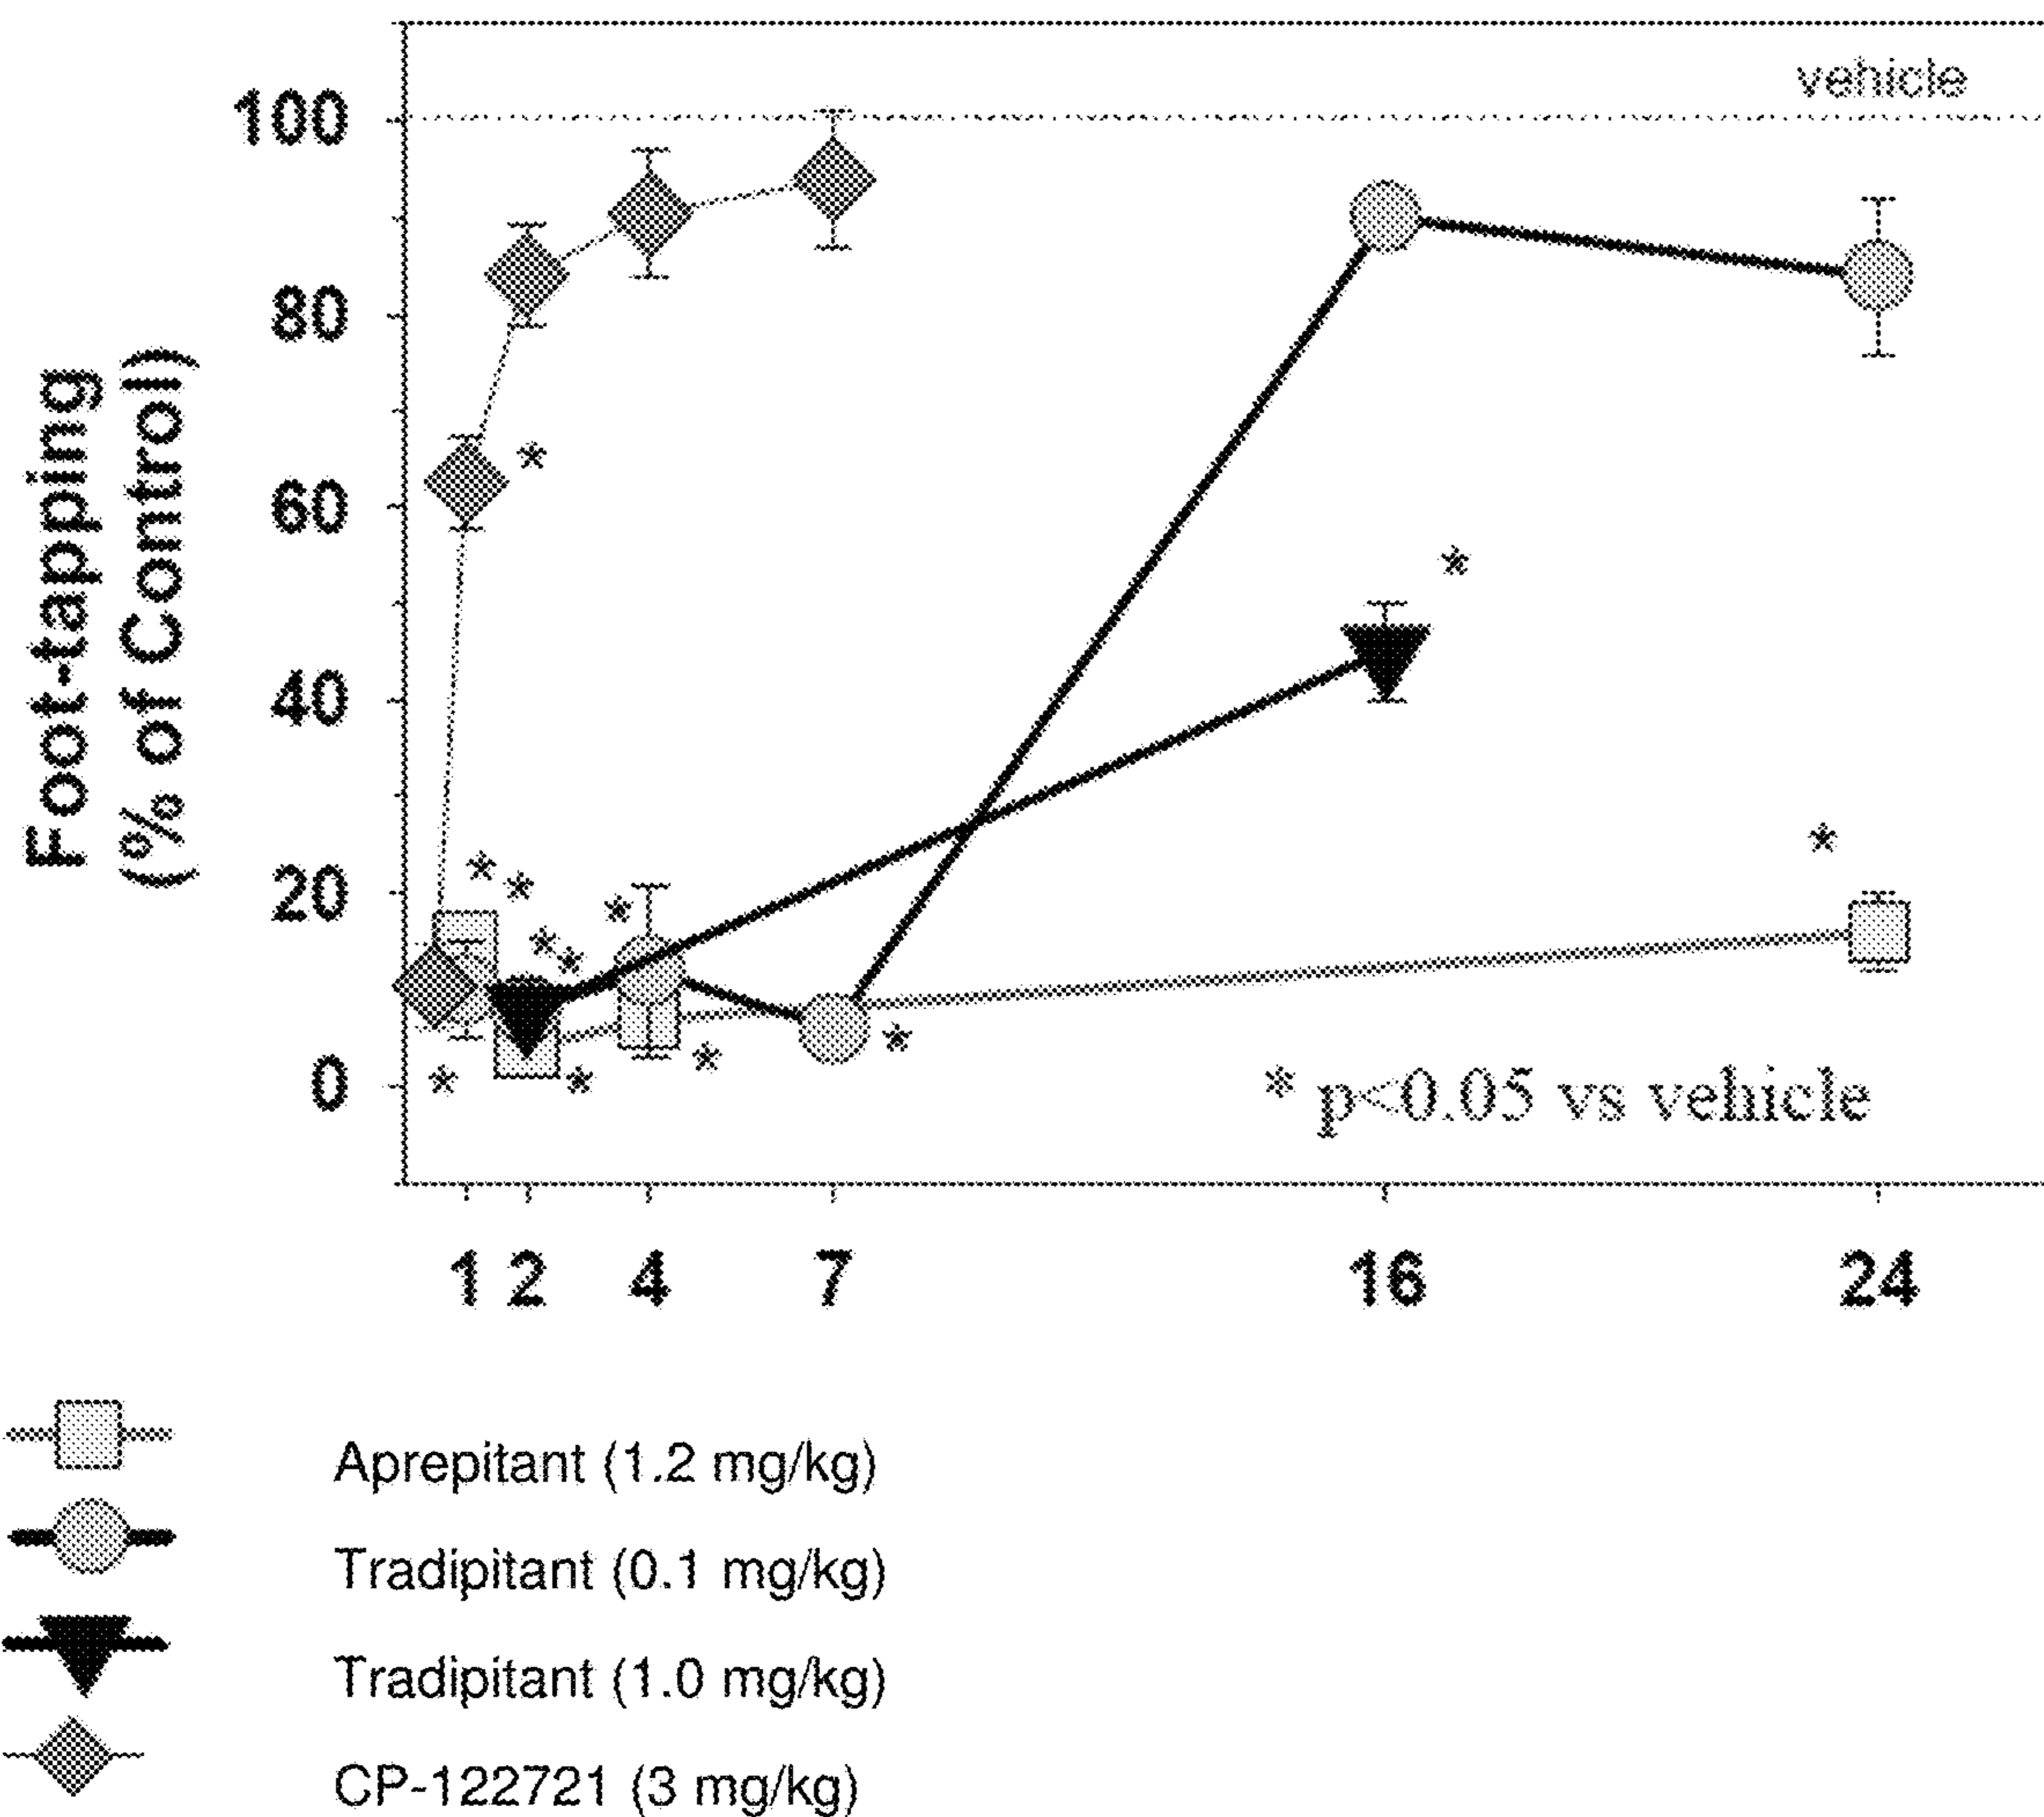 Foot-tapping
(% of Control)
100
80
60
40
20
0
vehicle
*
*
*
*
*
*
*
*
*
*
*
*
*
* p<0.05 vs vehicle
1 2 4 7 16 24
Aprepitant (1.2 mg/kg)
Tradipitant (0.1 mg/kg)
Tradipitant (1.0 mg/kg)
CP-122721 (3 mg/kg)